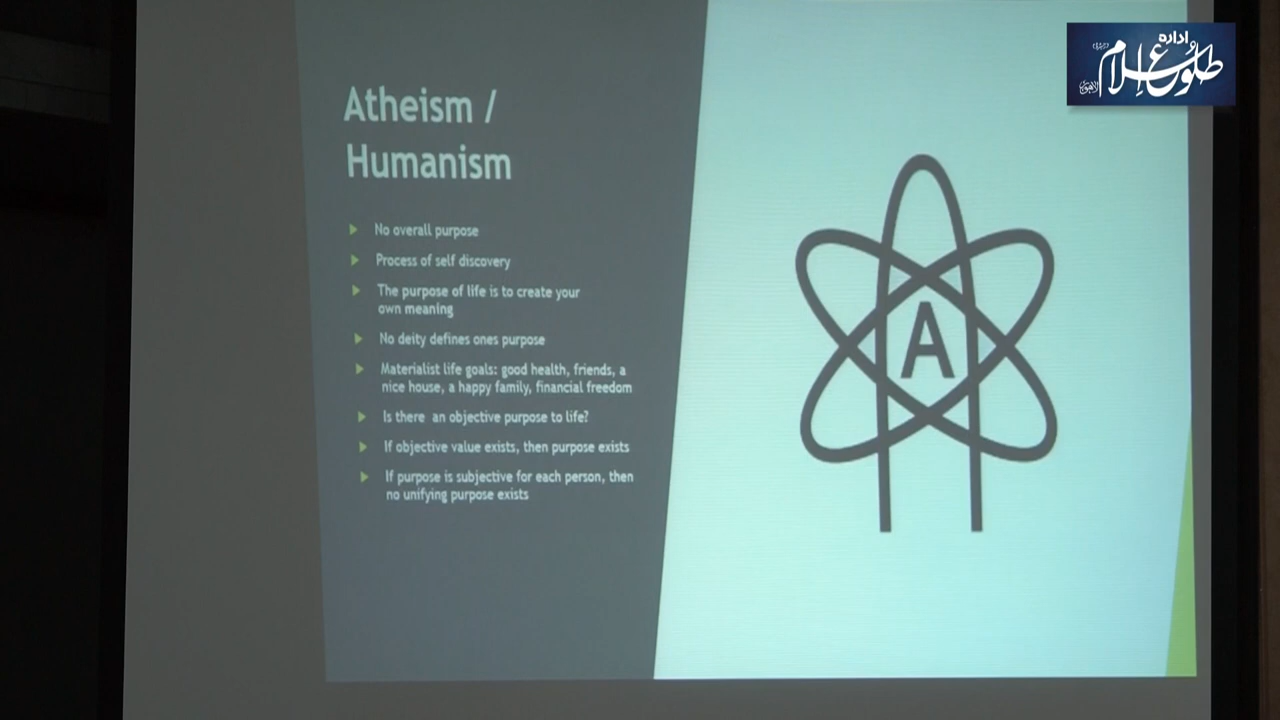 ادارہ
طلوع اسلام
لاہور
Atheism /
Humanism
No overall purpose
Process of self discovery
The purpose of life is to create your
own meaning
No deity defines ones purpose
Materialist life goals: good health, friends, a
nice house, a happy family, financial freedom
Is there an objective purpose to life?
If objective value exists, then purpose exists
If purpose is subjective for each person, then
no unifying purpose exists
A